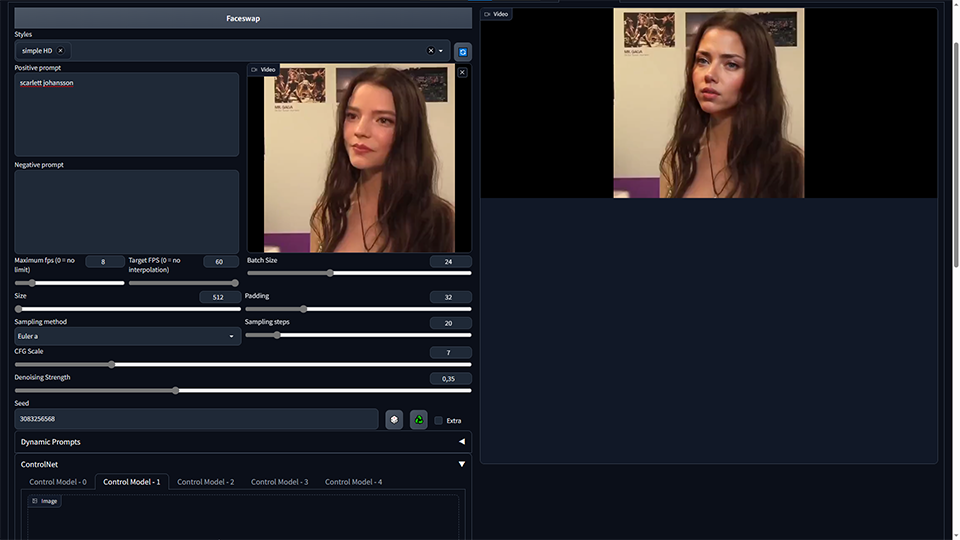 Faceswap
Video
Styles
simple HD
Positive prompt
Video
scarlett johansson
Negative prompt
Maximum fps (0 = no limit)
8
Target FPS (0 = no interpolation)
60
Batch Size
24
Size
512
Padding
32
Sampling method
Sampling steps
20
Euler a
CFG Scale
7
Denoising Strength
0,35
Seed
3083256568
Extra
Dynamic Prompts
ControlNet
Control Model - 0
Control Model - 1
Control Model - 2
Control Model - 3
Control Model - 4
Image